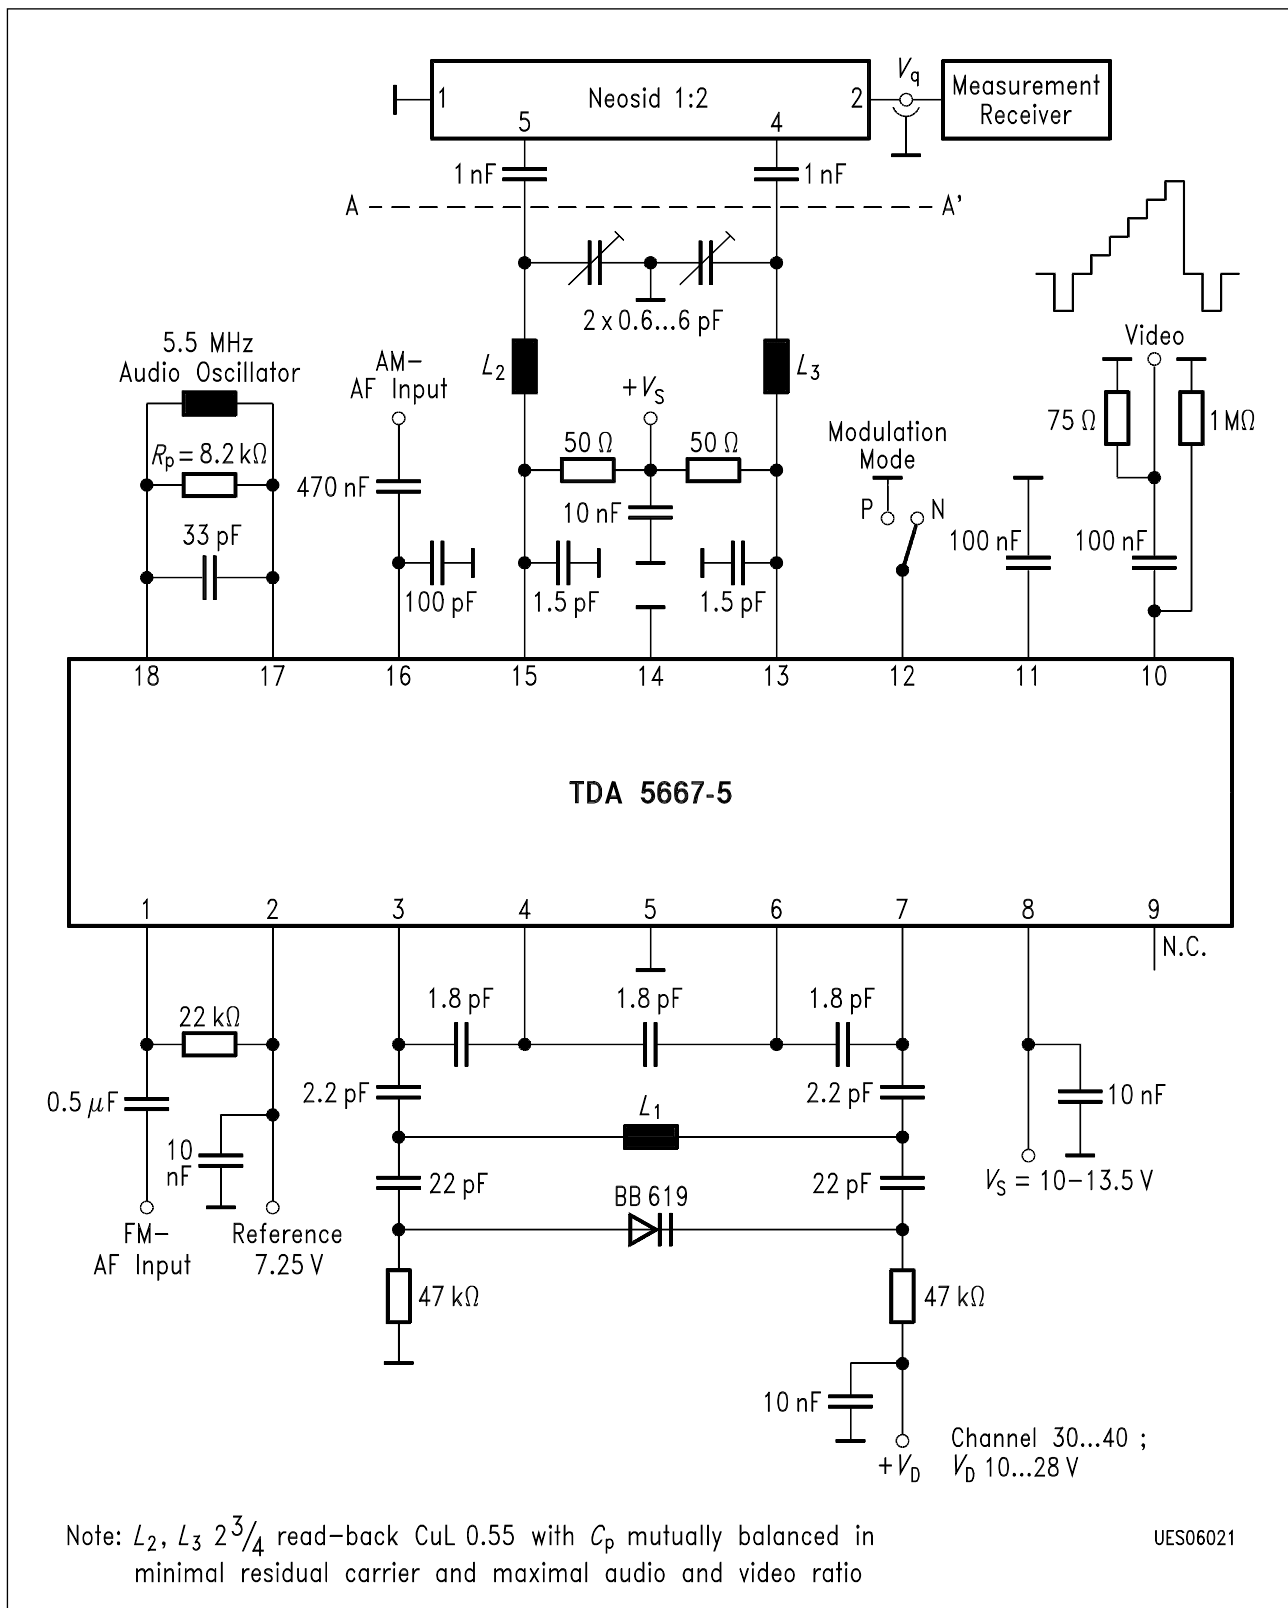 1
Neosid 1:2
2
V_q
Measurement
Receiver
5
4
1 nF
1 nF
A
A'
2 x 0.6...6 pF
5.5 MHz
Audio Oscillator
AM-
AF Input
L2
L3
+V_S
Video
R_p = 8.2 kΩ
470 nF
50 Ω
50 Ω
10 nF
Modulation
Mode
P
N
75 Ω
1 MΩ
33 pF
100 nF
100 nF
100 pF
1.5 pF
1.5 pF
18
17
16
15
14
13
12
11
10
TDA 5667-5
1
2
3
4
5
6
7
8
9
N.C.
22 kΩ
1.8 pF
1.8 pF
1.8 pF
0.5 μF
2.2 pF
2.2 pF
10 nF
L1
10
nF
22 pF
22 pF
BB 619
V_S = 10-13.5 V
FM-
AF Input
Reference
7.25 V
47 kΩ
47 kΩ
10 nF
+V_D
Channel 30...40 ;
V_D 10...28 V
Note: L2, L3 2 3/4 read-back CuL 0.55 with C_p mutually balanced in
minimal residual carrier and maximal audio and video ratio
UES06021